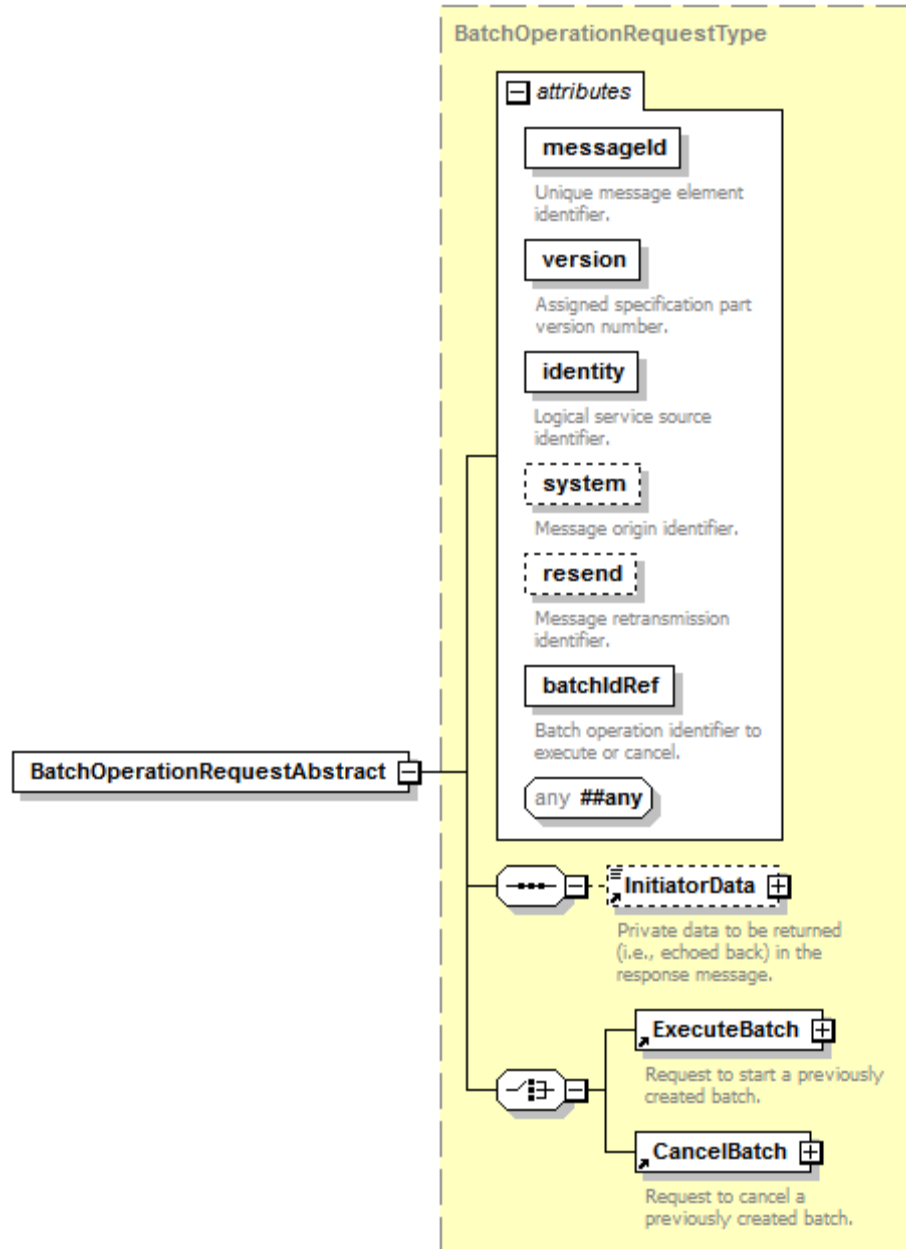 BatchOperationRequestType
attributes
messageId
Unique message element
identifier.
version
Assigned specification part
version number.
identity
Logical service source
identifier.
system
Message origin identifier.
resend
Message retransmission
identifier.
batchIdRef
Batch operation identifier to
execute or cancel.
any ##any
BatchOperationRequestAbstract
InitiatorData
Private data to be returned
(i.e., echoed back) in the
response message.
ExecuteBatch
Request to start a previously
created batch.
CancelBatch
Request to cancel a
previously created batch.